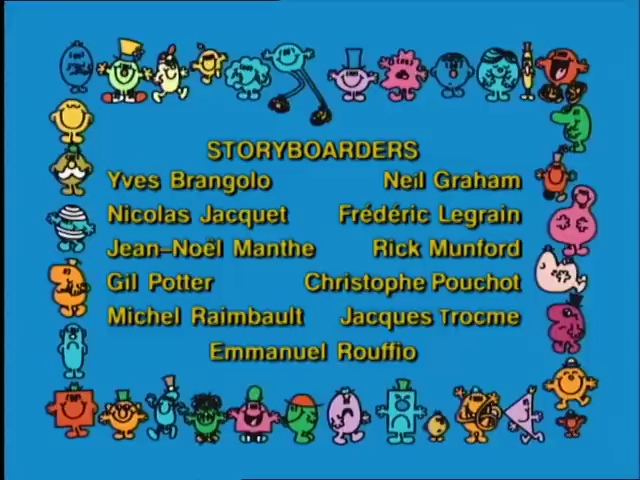 STORYBOARDERS
Yves Brangolo Neil Graham
Nicolas Jacquet Frédéric Legrain
Jean-Noël Manthe Rick Munford
Gil Potter Christophe Pouchot
Michel Raimbault Jacques Trocme
Emmanuel Rouffio